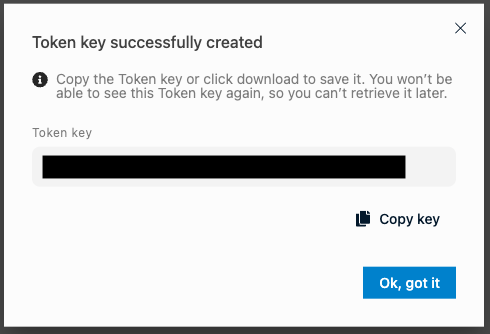 Token key successfully created
Copy the Token key or click download to save it. You won't be
able to see this Token key again, so you can't retrieve it later.
Token key
Copy key
Ok, got it